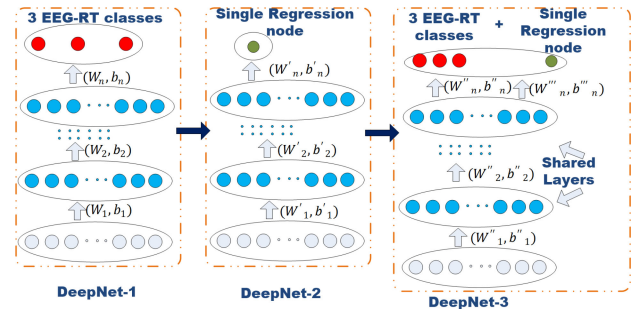 3 EEG-RT classes
(W_n, b_n)
(W_2, b_2)
(W_1, b_1)
DeepNet-1
Single Regression
node
(W'_n, b'_n)
(W'_2, b'_2)
(W'_1, b'_1)
DeepNet-2
3 EEG-RT
classes
+
Single
Regression
node
(W''_n, b''_n)
(W'''_n, b'''_n)
Shared
Layers
(W''_2, b''_2)
(W''_1, b''_1)
DeepNet-3